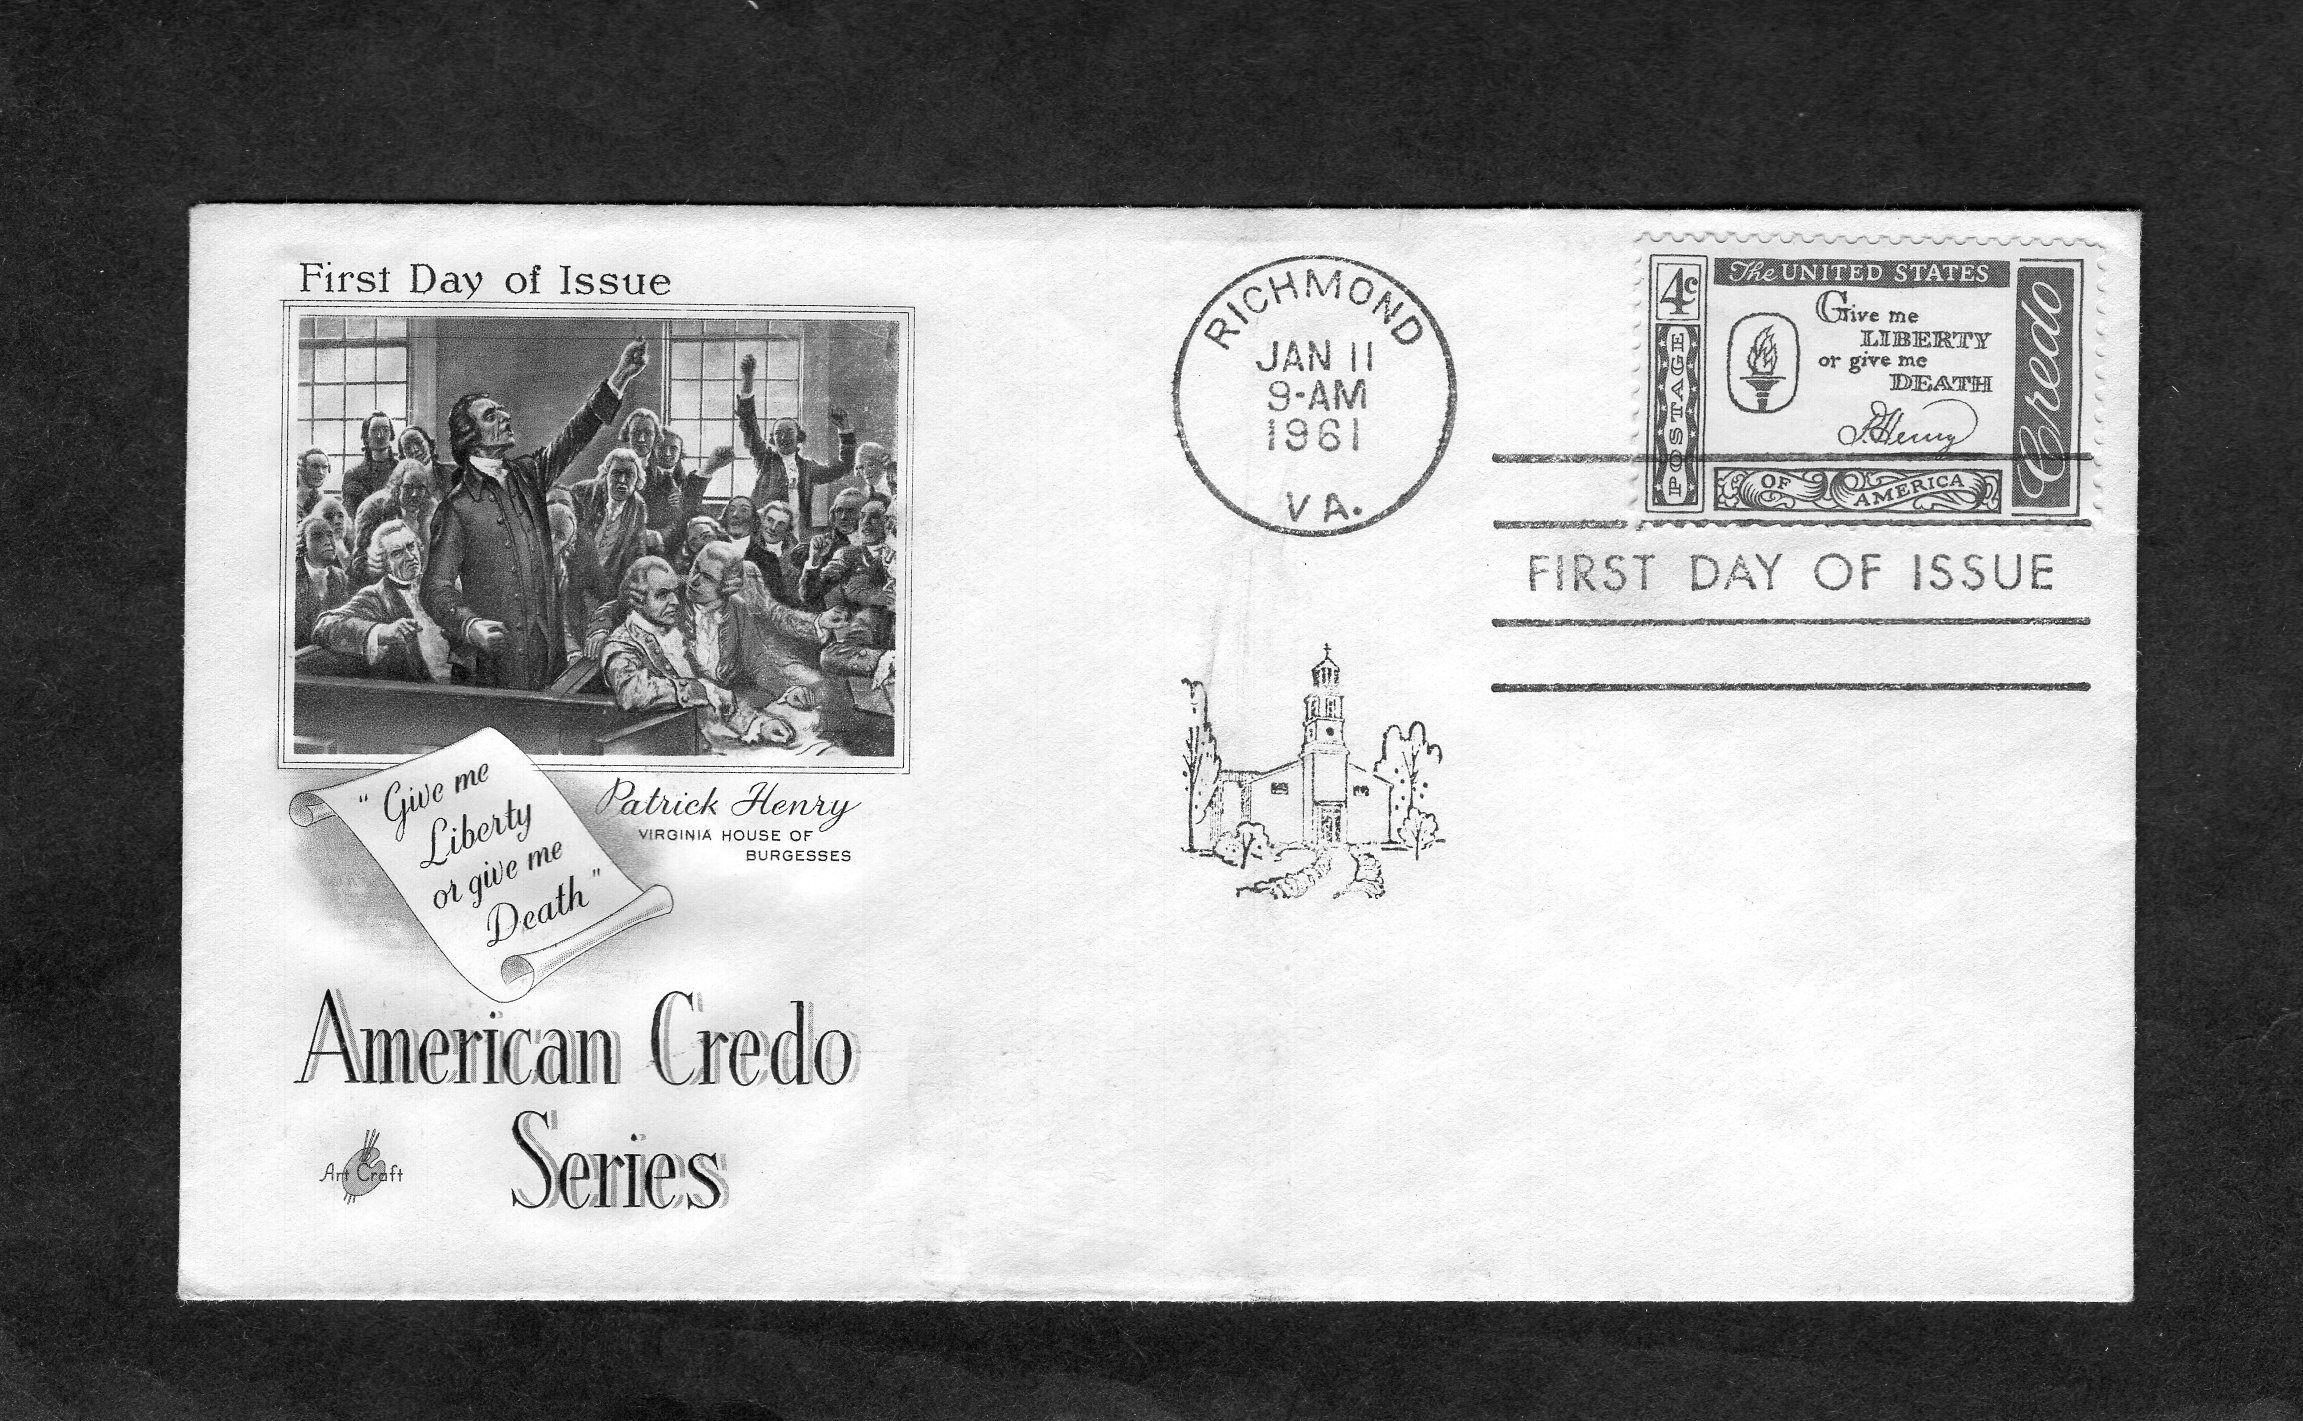 First Day of Issue
"Give me
Liberty
or give me
Death"
Patrick Henry
VIRGINIA HOUSE OF
BURGESSES
American Credo
Series
Art Craft
RICHMOND
JAN 11
9-AM
1961
VA.
4c
POSTAGE
The UNITED STATES
Give me
LIBERTY
or give me
DEATH
P. Henry
OF AMERICA
Credo
FIRST DAY OF ISSUE